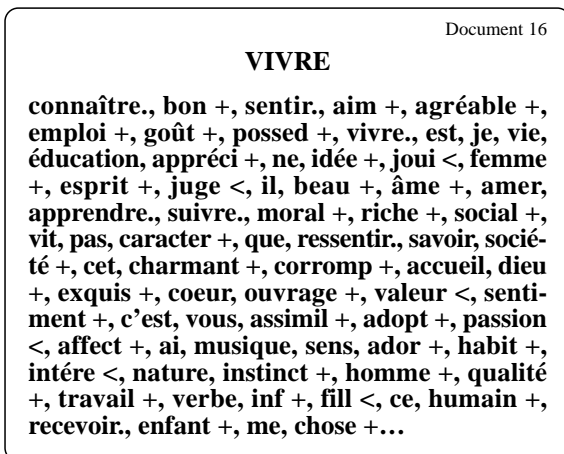 Document 16
VIVRE
connaître., bon +, sentir., aim +, agréable +,
emploi +, goût +, possed +, vivre., est, je, vie,
éducation, appréci +, ne, idée +, joui <, femme
+, esprit +, juge <, il, beau +, âme +, amer,
apprendre., suivre., moral +, riche +, social +,
vit, pas, caracter +, que, ressentir., savoir, socié-
té +, cet, charmant +, corromp +, accueil, dieu
+, exquis +, coeur, ouvrage +, valeur <, senti-
ment +, c’est, vous, assimil +, adopt +, passion
<, affect +, ai, musique, sens, ador +, habit +,
intére <, nature, instinct +, homme +, qualité
+, travail +, verbe, inf +, fill <, ce, humain +,
recevoir., enfant +, me, chose +…